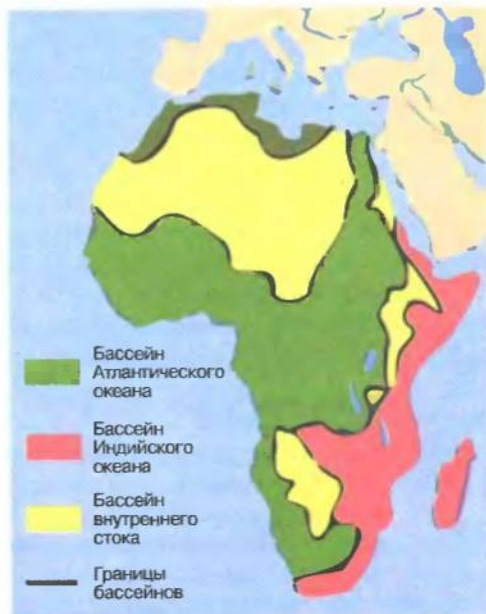 Бассейн
Атлантического
океана
Бассейн
Индийского
океана
Бассейн
внутреннего
стока
Границы
бассейнов